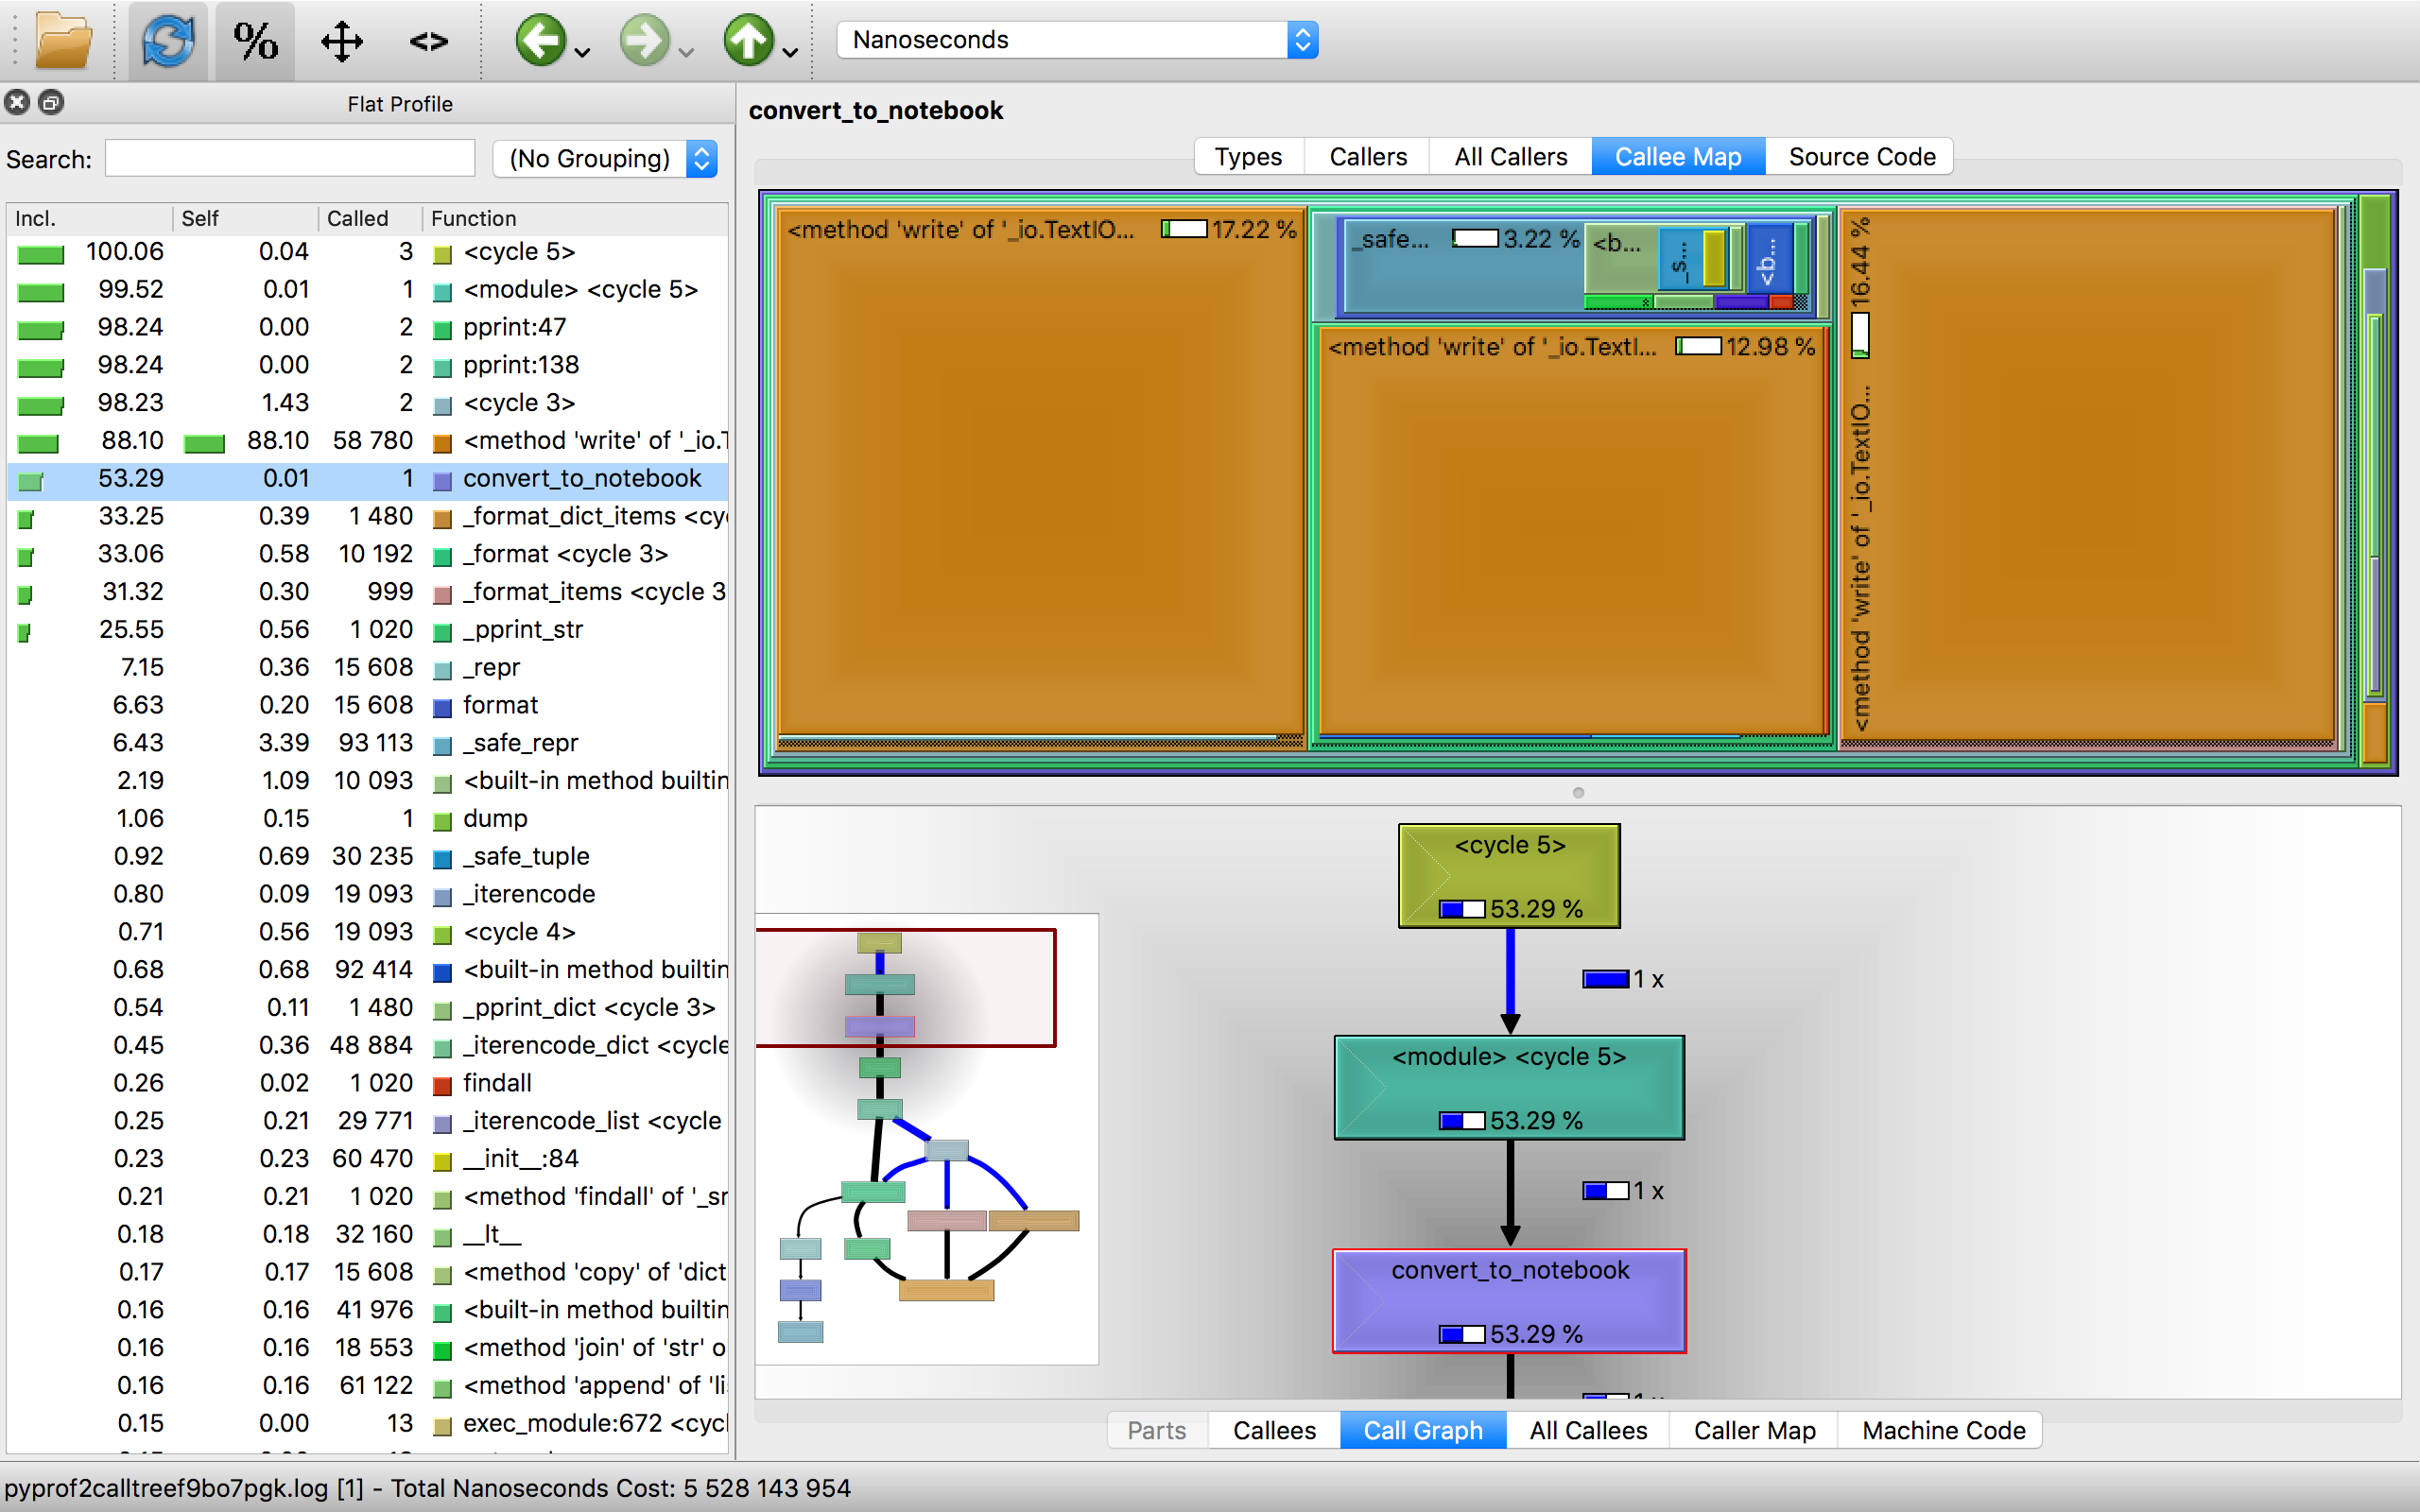 %
<>
Nanoseconds
Flat Profile
convert_to_notebook
Search:
(No Grouping)
Types
Callers
All Callers
Callee Map
Source Code
Incl. Self Called Function
100.06 0.04 3 <cycle 5>
99.52 0.01 1 <module> <cycle 5>
98.24 0.00 2 pprint:47
98.24 0.00 2 pprint:138
98.23 1.43 2 <cycle 3>
88.10 88.10 58 780 <method 'write' of '_io.T
53.29 0.01 1 convert_to_notebook
33.25 0.39 1 480 _format_dict_items <cy
33.06 0.58 10 192 _format <cycle 3>
31.32 0.30 999 _format_items <cycle 3
25.55 0.56 1 020 _pprint_str
7.15 0.36 15 608 _repr
6.63 0.20 15 608 format
6.43 3.39 93 113 _safe_repr
2.19 1.09 10 093 <built-in method builtin
1.06 0.15 1 dump
0.92 0.69 30 235 _safe_tuple
0.80 0.09 19 093 _iterencode
0.71 0.56 19 093 <cycle 4>
0.68 0.68 92 414 <built-in method builtin
0.54 0.11 1 480 _pprint_dict <cycle 3>
0.45 0.36 48 884 _iterencode_dict <cycle
0.26 0.02 1 020 findall
0.25 0.21 29 771 _iterencode_list <cycle
0.23 0.23 60 470 __init__:84
0.21 0.21 1 020 <method 'findall' of '_sr
0.18 0.18 32 160 __lt__
0.17 0.17 15 608 <method 'copy' of 'dict
0.16 0.16 41 976 <built-in method builtin
0.16 0.16 18 553 <method 'join' of 'str' o
0.16 0.16 61 122 <method 'append' of 'li
0.15 0.00 13 exec_module:672 <cycl
<method 'write' of '_io.TextIO... 17.22 %
_safe... 3.22 %
<b...
_s...
<b...
<method 'write' of '_io.TextI... 12.98 %
<method 'write' of '_io.TextIO... 16.44 %
<cycle 5>
53.29 %
1 x
<module> <cycle 5>
53.29 %
1 x
convert_to_notebook
53.29 %
Parts
Callees
Call Graph
All Callees
Caller Map
Machine Code
pyprof2calltreef9bo7pgk.log [1] - Total Nanoseconds Cost: 5 528 143 954